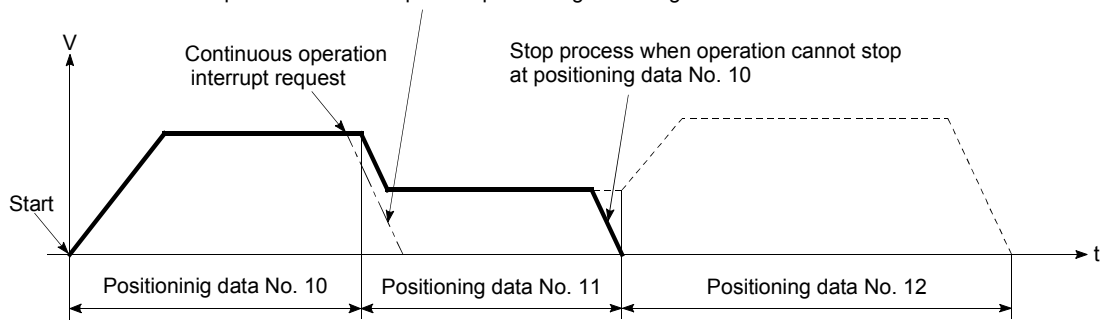 V
Continuous operation
interrupt request
Stop process when operation cannot stop
at positioning data No. 10
Start
t
Positioninig data No. 10
Positioning data No. 11
Positioning data No. 12